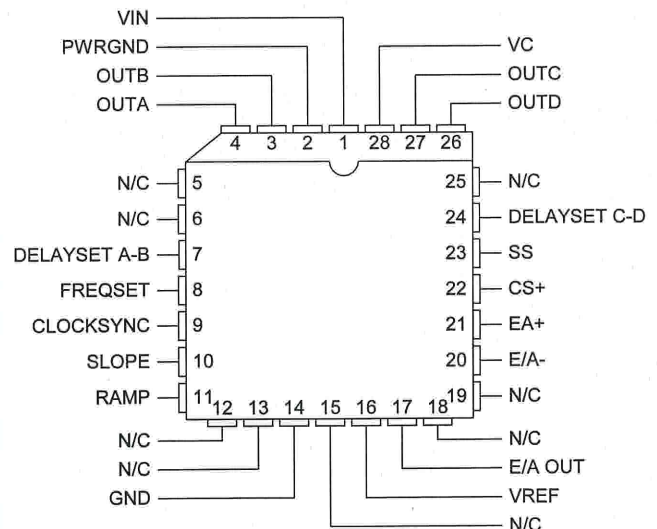 VIN
PWRGND
OUTB
OUTA
VC
OUTC
OUTD
4 3 2 1 28 27 26
N/C 5
N/C 6
DELAYSET A-B 7
FREQSET 8
CLOCKSYNC 9
SLOPE 10
RAMP 11
25 N/C
24 DELAYSET C-D
23 SS
22 CS+
21 EA+
20 E/A-
19 N/C
12 13 14 15 16 17 18
N/C
N/C
GND
N/C
E/A OUT
VREF
N/C